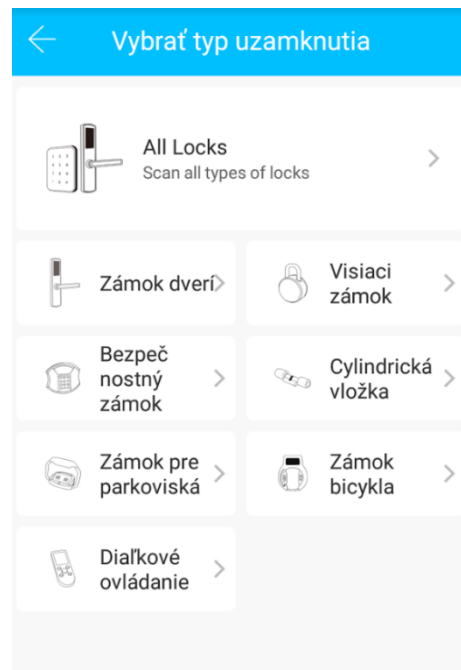 Vybrať typ uzamknutia
All Locks
Scan all types of locks
Zámok dverí
Visiaci
zámok
Bezpeč
nostný
zámok
Cylindrická
vložka
Zámok pre
parkoviská
Zámok
bicykla
Diaľkové
ovládanie